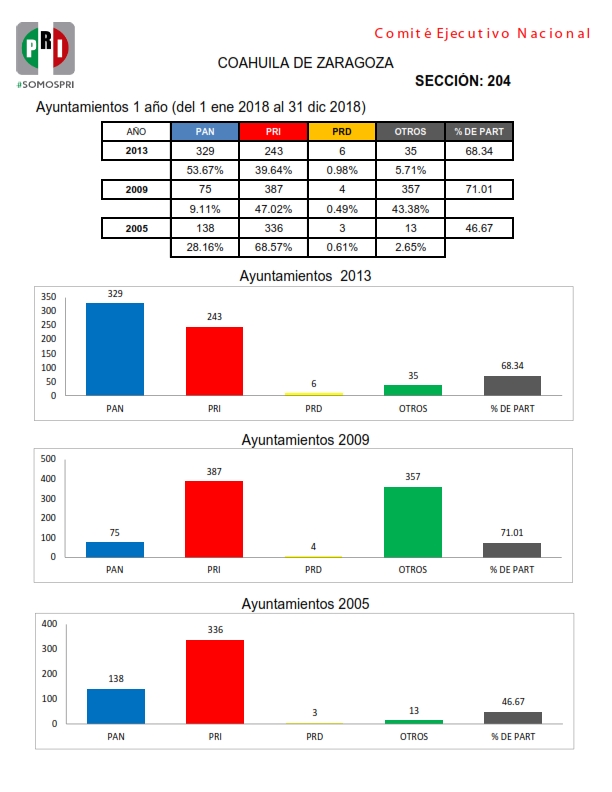 Comité Ejecutivo Nacional
PRI
#SOMOSPRI
COAHUILA DE ZARAGOZA
SECCIÓN: 204
Ayuntamientos 1 año (del 1 ene 2018 al 31 dic 2018)
AÑO PAN PRI PRD OTROS % DE PART
2013 329 243 6 35 68.34
53.67% 39.64% 0.98% 5.71%
2009 75 387 4 357 71.01
9.11% 47.02% 0.49% 43.38%
2005 138 336 3 13 46.67
28.16% 68.57% 0.61% 2.65%
Ayuntamientos 2013
350
300
250
200
150
100
50
0
329
243
6
35
68.34
PAN PRI PRD OTROS % DE PART
Ayuntamientos 2009
500
400
300
200
100
0
75
387
4
357
71.01
PAN PRI PRD OTROS % DE PART
Ayuntamientos 2005
400
300
200
100
0
138
336
3
13
46.67
PAN PRI PRD OTROS % DE PART